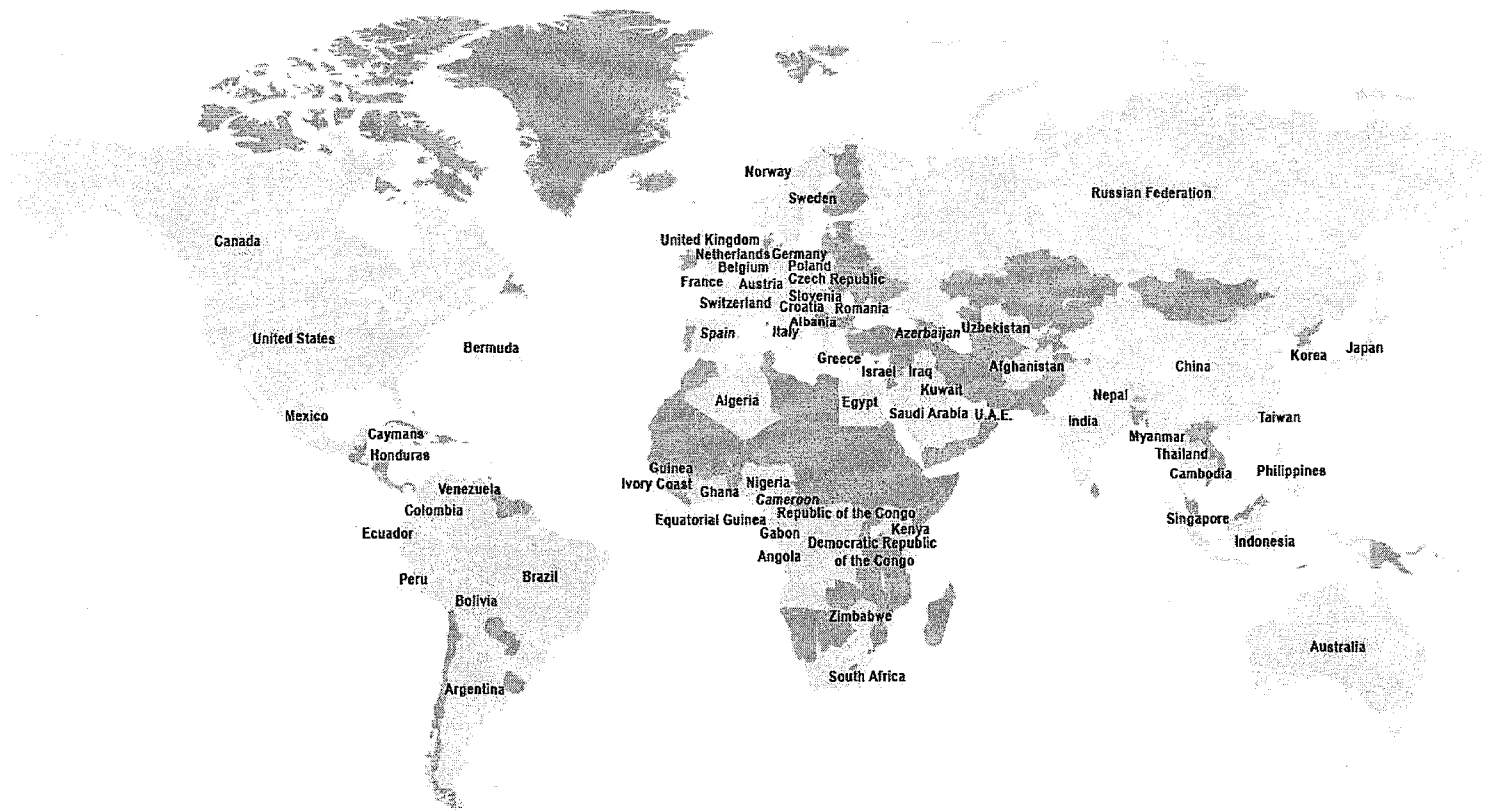 Norway
Sweden
Russian Federation
Canada
United Kingdom
Netherlands Germany
Belgium Poland
Czech Republic
France Austria
Slovenia
Switzerland Croatia Romania
Albania
Spain Italy Azerbaijan Uzbekistan
United States
Bermuda
Greece
Israel Iraq Afghanistan
China
Korea Japan
Kuwait
Nepal
Algeria Egypt
Saudi Arabia U.A.E.
India
Taiwan
Mexico
Caymans
Honduras
Myanmar
Thailand
Cambodia
Philippines
Guinea
Ivory Coast
Ghana Nigeria
Cameroon
Venezuela
Colombia
Republic of the Congo
Equatorial Guinea
Singapore
Ecuador
Gabon
Kenya
Democratic Republic
of the Congo
Indonesia
Angola
Peru
Brazil
Bolivia
Zimbabwe
Australia
South Africa
Argentina